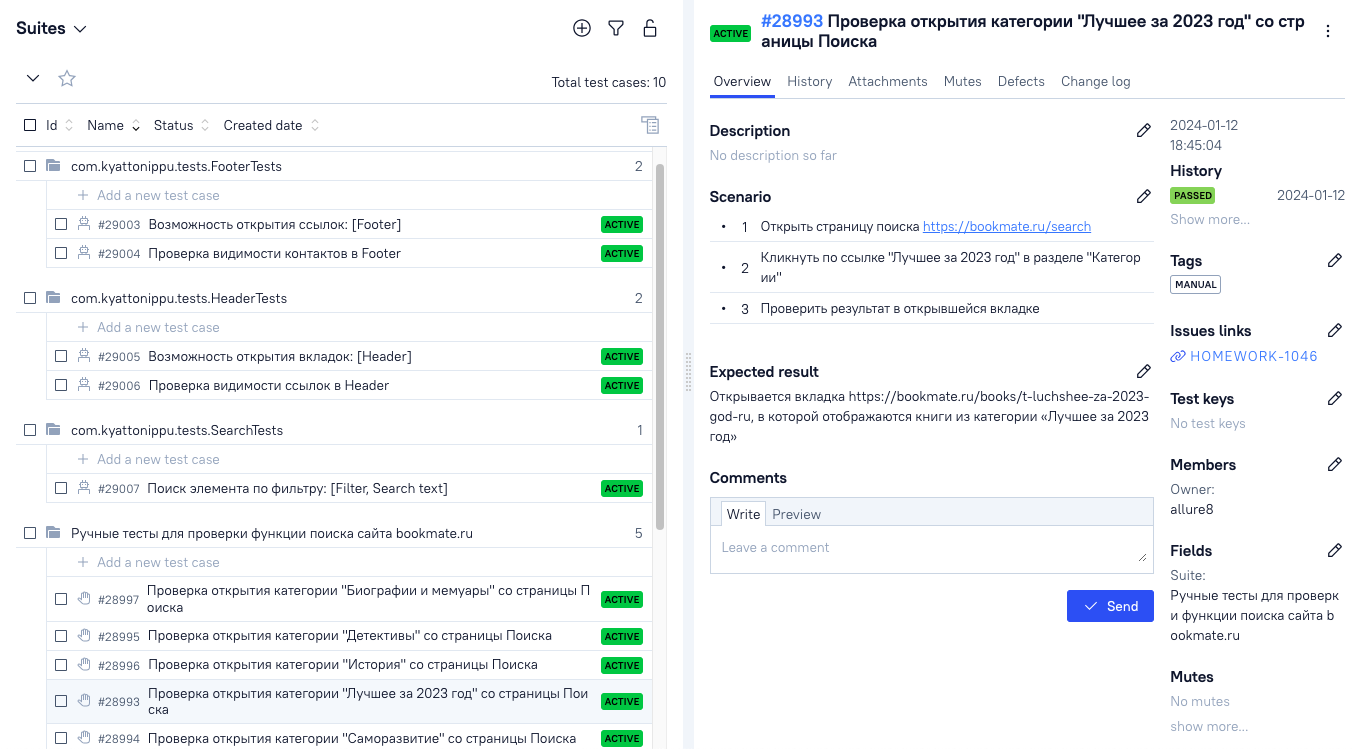 Suites
Total test cases: 10
Id Name Status Created date
com.kyattonippu.tests.FooterTests 2
Add a new test case
#29003 Возможность открытия ссылок: [Footer] ACTIVE
#29004 Проверка видимости контактов в Footer ACTIVE
com.kyattonippu.tests.HeaderTests 2
Add a new test case
#29005 Возможность открытия вкладок: [Header] ACTIVE
#29006 Проверка видимости ссылок в Header ACTIVE
com.kyattonippu.tests.SearchTests 1
Add a new test case
#29007 Поиск элемента по фильтру: [Filter, Search text] ACTIVE
Ручные тесты для проверки функции поиска сайта bookmate.ru 5
Add a new test case
#28997 Проверка открытия категории "Биографии и мемуары" со страницы П
оиска ACTIVE
#28995 Проверка открытия категории "Детективы" со страницы Поиска ACTIVE
#28996 Проверка открытия категории "История" со страницы Поиска ACTIVE
#28993 Проверка открытия категории "Лучшее за 2023 год" со страницы Пои
ска ACTIVE
#28994 Проверка открытия категории "Саморазвитие" со страницы Поиска ACTIVE
ACTIVE #28993 Проверка открытия категории "Лучшее за 2023 год" со стр
аницы Поиска
Overview History Attachments Mutes Defects Change log
Description
No description so far
Scenario
• 1 Открыть страницу поиска https://bookmate.ru/search
• 2 Кликнуть по ссылке "Лучшее за 2023 год" в разделе "Категор
ии"
• 3 Проверить результат в открывшейся вкладке
Expected result
Открывается вкладка https://bookmate.ru/books/t-luchshee-za-2023-
god-ru, в которой отображаются книги из категории «Лучшее за 2023
год»
Comments
Write Preview
Leave a comment
Send
2024-01-12
18:45:04
History
PASSED 2024-01-12
Show more...
Tags
MANUAL
Issues links
HOMEWORK-1046
Test keys
No test keys
Members
Owner:
allure8
Fields
Suite:
Ручные тесты для проверк
и функции поиска сайта b
ookmate.ru
Mutes
No mutes
show more...